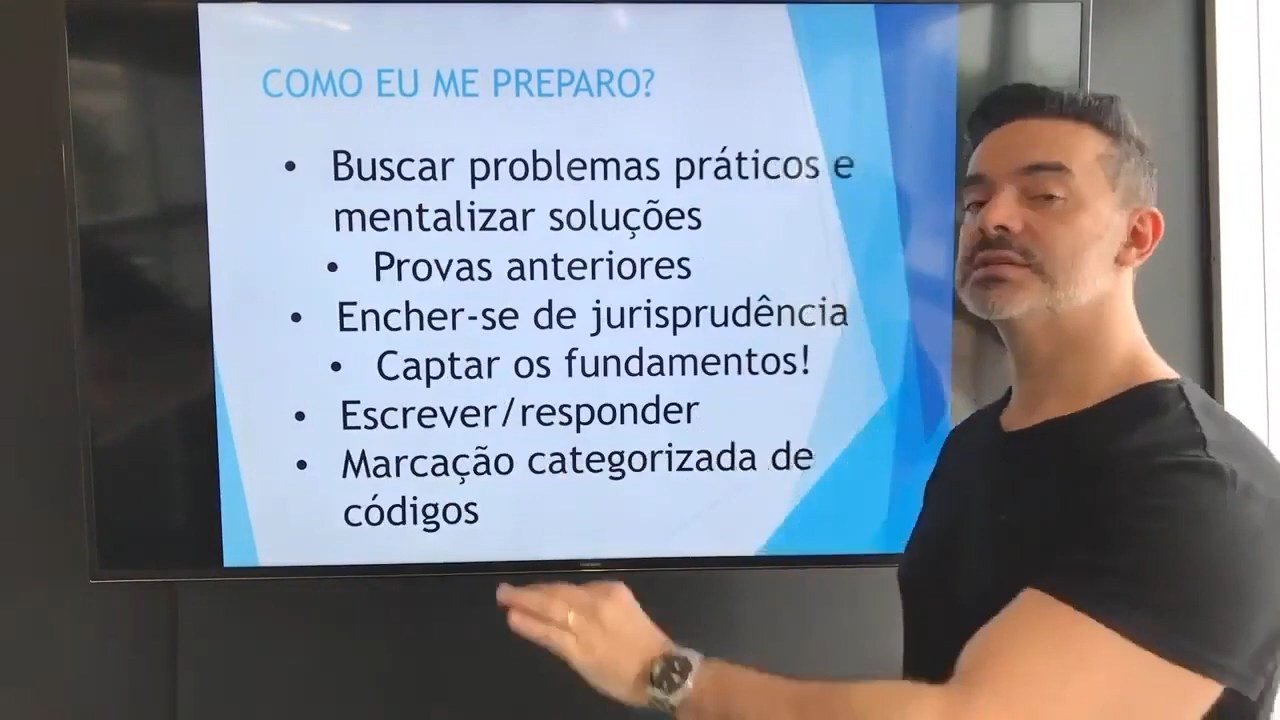 COMO EU ME PREPARO?
• Buscar problemas práticos e
mentalizar soluções
• Provas anteriores
• Encher-se de jurisprudência
• Captar os fundamentos!
• Escrever/responder
• Marcação categorizada de
códigos